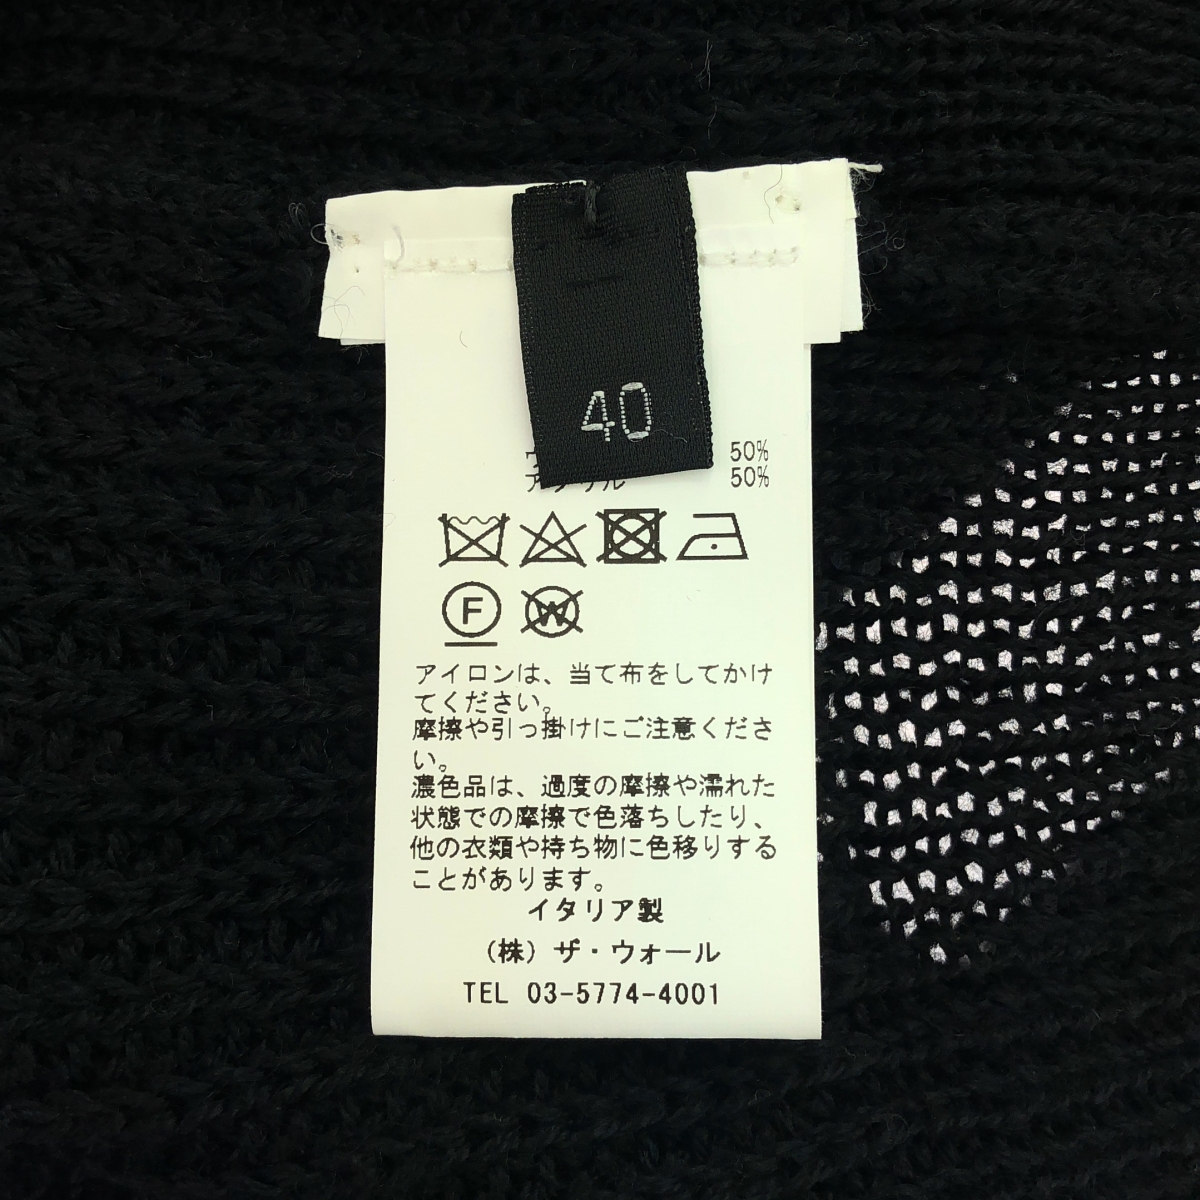 40
50%
50%
F
W
アイロンは、当て布をしてかけ
てください。
摩擦や引っ掛けにご注意くださ
い。
濃色品は、過度の摩擦や濡れた
状態での摩擦で色落ちしたり、
他の衣類や持ち物に色移りする
ことがあります。
イタリア製
（株）ザ・ウォール
TEL 03-5774-4001